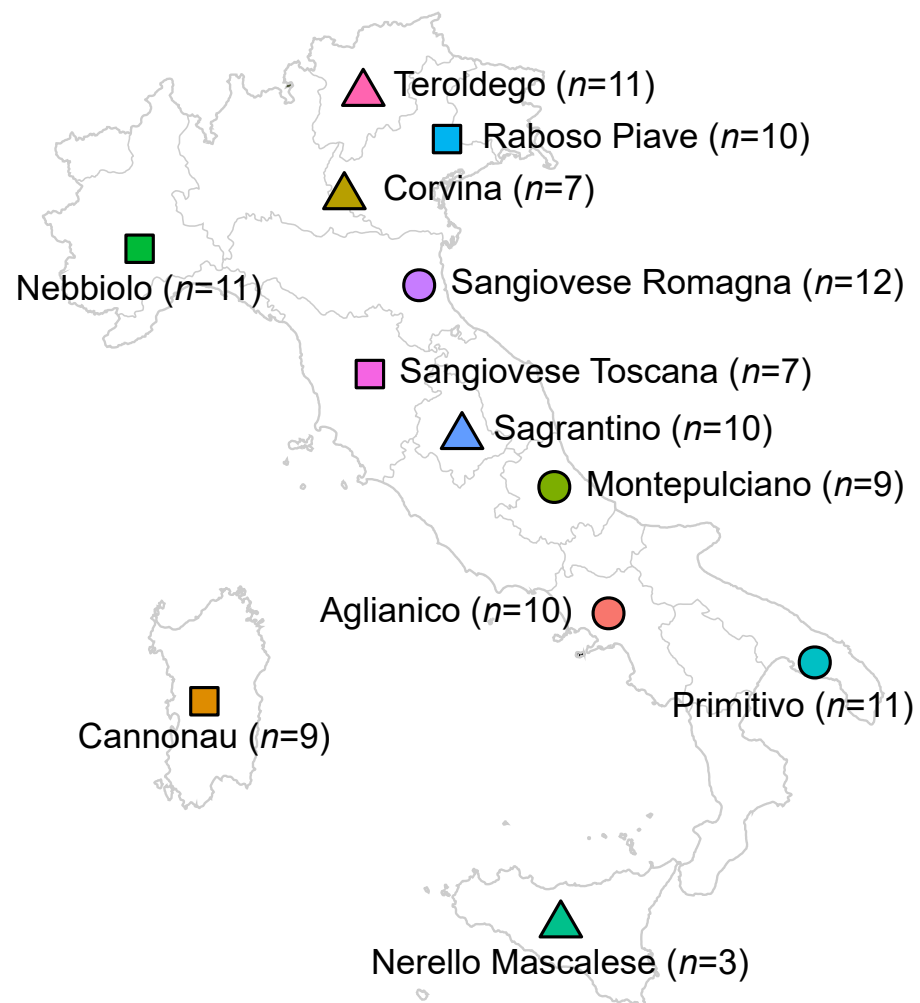 Teroldego (n=11)
Raboso Piave (n=10)
Corvina (n=7)
Nebbiolo (n=11)
Sangiovese Romagna (n=12)
Sangiovese Toscana (n=7)
Sagrantino (n=10)
Montepulciano (n=9)
Aglianico (n=10)
Primitivo (n=11)
Cannonau (n=9)
Nerello Mascalese (n=3)